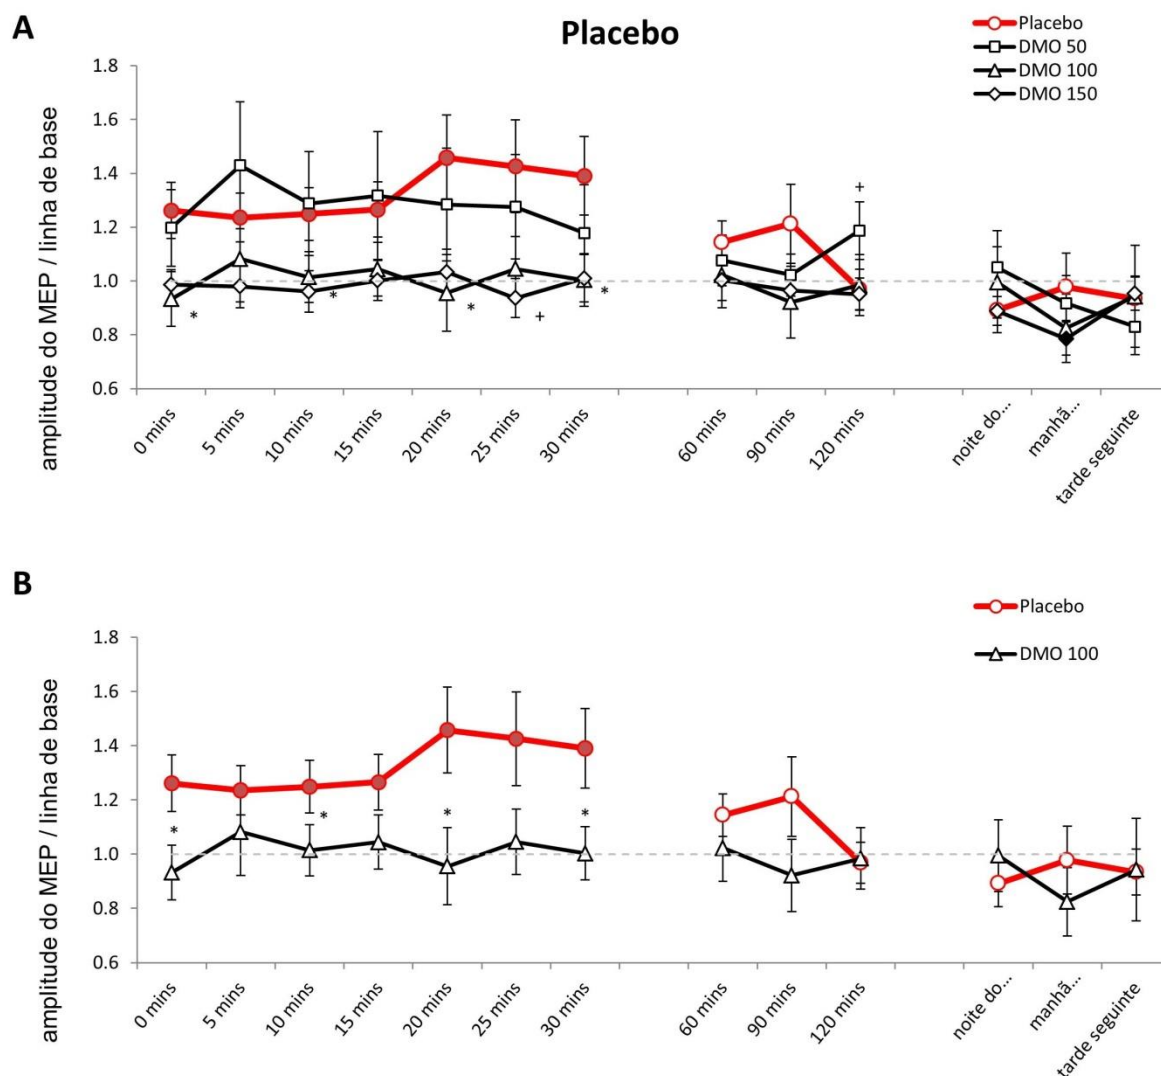 A
Placebo
Placebo
DMO 50
DMO 100
DMO 150
amplitude do MEP / linha de base
1.8
1.6
1.4
1.2
1.0
0.8
0.6
+
*
*
*
+
*
0 mins
5 mins
10 mins
15 mins
20 mins
25 mins
30 mins
60 mins
90 mins
120 mins
noite do...
manhã...
tarde seguinte
B
Placebo
DMO 100
amplitude do MEP / linha de base
1.8
1.6
1.4
1.2
1.0
0.8
0.6
*
*
*
*
0 mins
5 mins
10 mins
15 mins
20 mins
25 mins
30 mins
60 mins
90 mins
120 mins
noite do...
manhã...
tarde seguinte